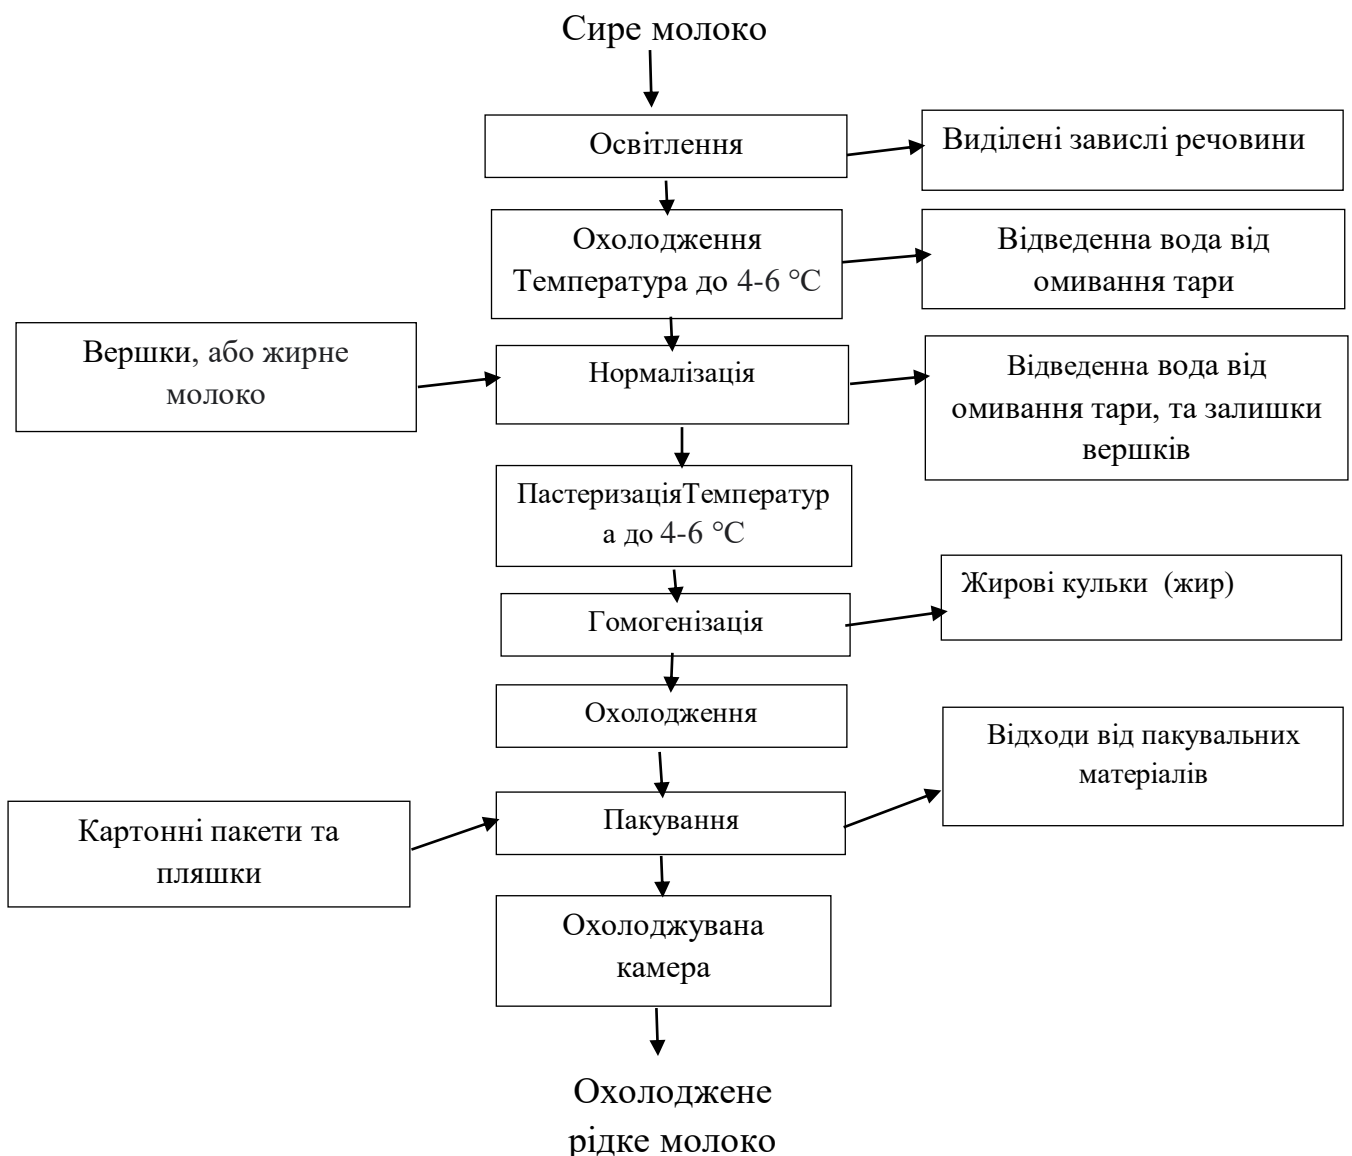 Сире молоко
Освітлення
Виділені завислі речовини
Охолодження
Температура до 4-6 °С
Відведенна вода від
омивання тари
Вершки, або жирне
молоко
Нормалізація
Відведенна вода від
омивання тари, та залишки
вершків
ПастеризаціяТемператур
а до 4-6 °С
Гомогенізація
Жирові кульки (жир)
Охолодження
Відходи від пакувальних
матеріалів
Картонні пакети та
пляшки
Пакування
Охолоджувана
камера
Охолоджене
рідке молоко